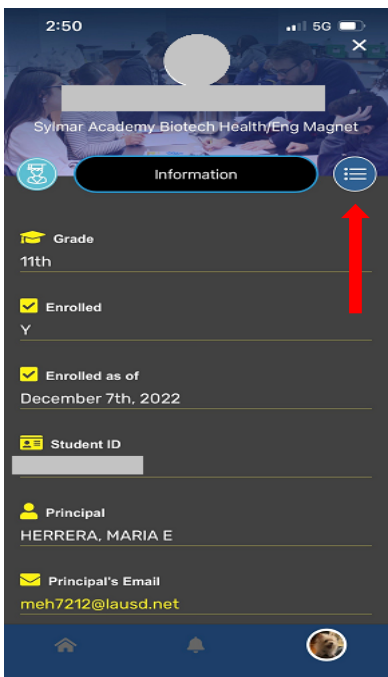 2:50
5G
Sylmar Academy Biotech Health/Eng Magnet
Information
Grade
11th
Enrolled
Y
Enrolled as of
December 7th, 2022
Student ID
Principal
HERRERA, MARIA E
Principal's Email
meh7212@lausd.net